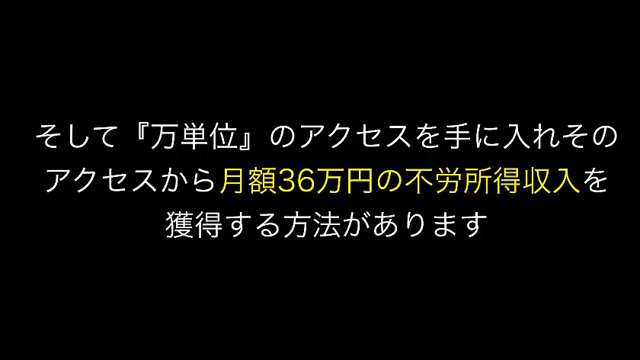 そして『万単位』のアクセスを手に入れその
アクセスから月額36万円の不労所得収入を
獲得する方法があります